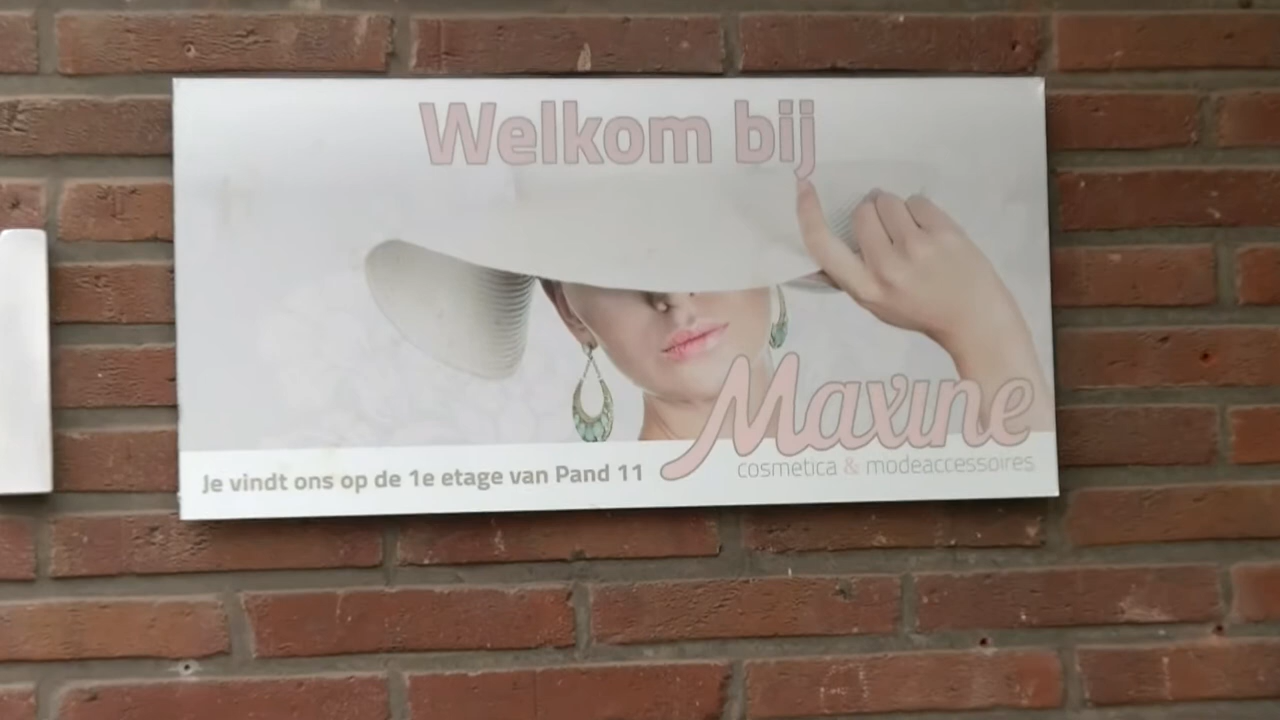 Welkom bij
Maxine
cosmetica & modeaccessoires
Je vindt ons op de 1e etage van Pand 11